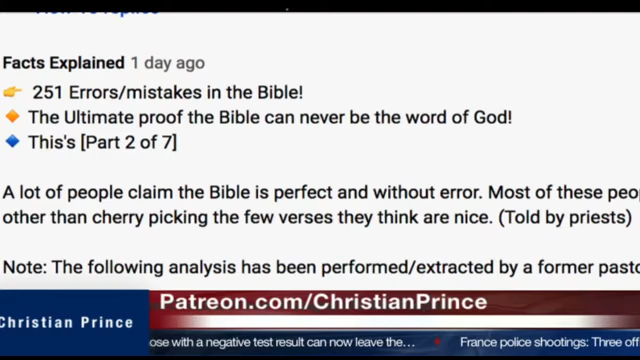 Facts Explained 1 day ago
👉 251 Errors/mistakes in the Bible!
🔸 The Ultimate proof the Bible can never be the word of God!
🔹 This's [Part 2 of 7]
A lot of people claim the Bible is perfect and without error. Most of these
other than cherry picking the few verses they think are nice. (Told by priests)
Note: The following analysis has been performed/extracted by a former
Patreon.com/ChristianPrince
Christian Prince
with a negative test result can now leave the... France police shootings: Three